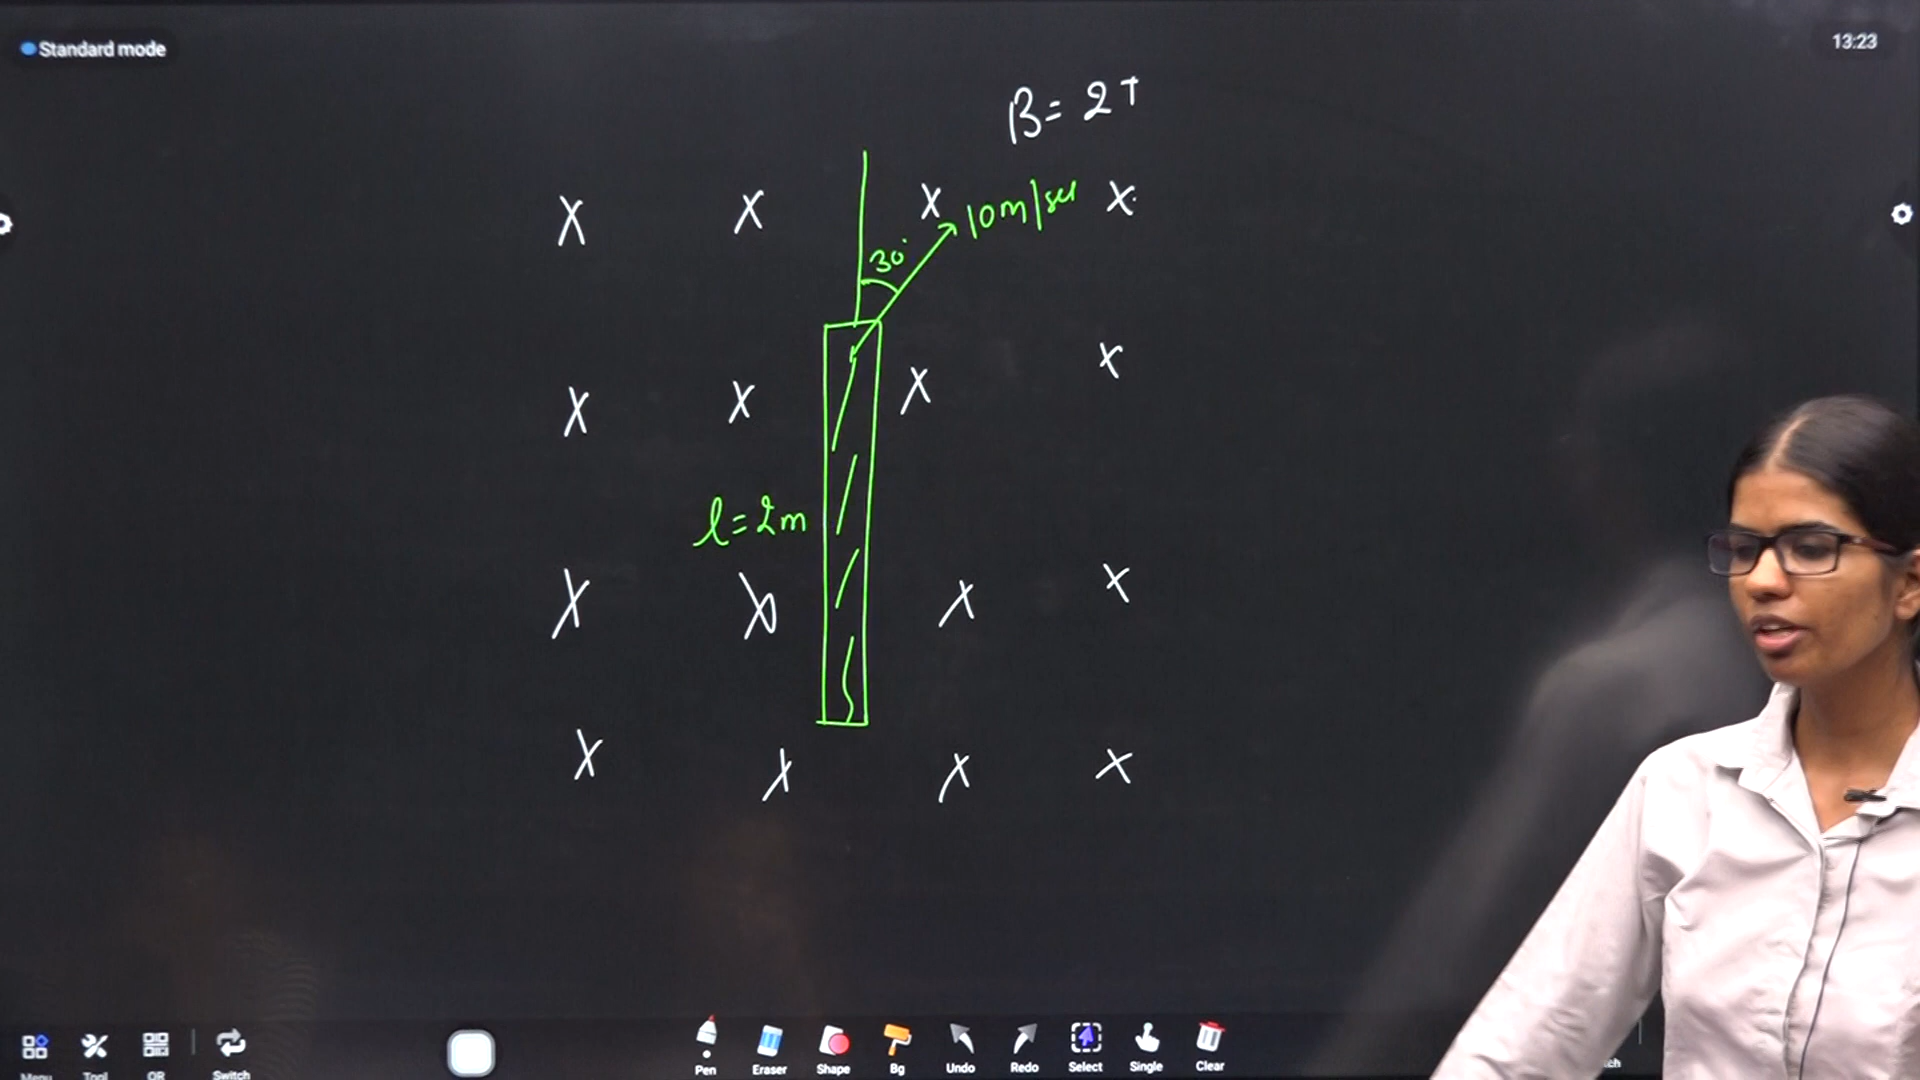 Standard mode
13:23
B = 2T
X X X 10m/sec X
30°
X X X X
l = 2m
X X X X
X X X X
Menu Tool QR Switch Pen Eraser Shape Bg Undo Redo Select Single Clear